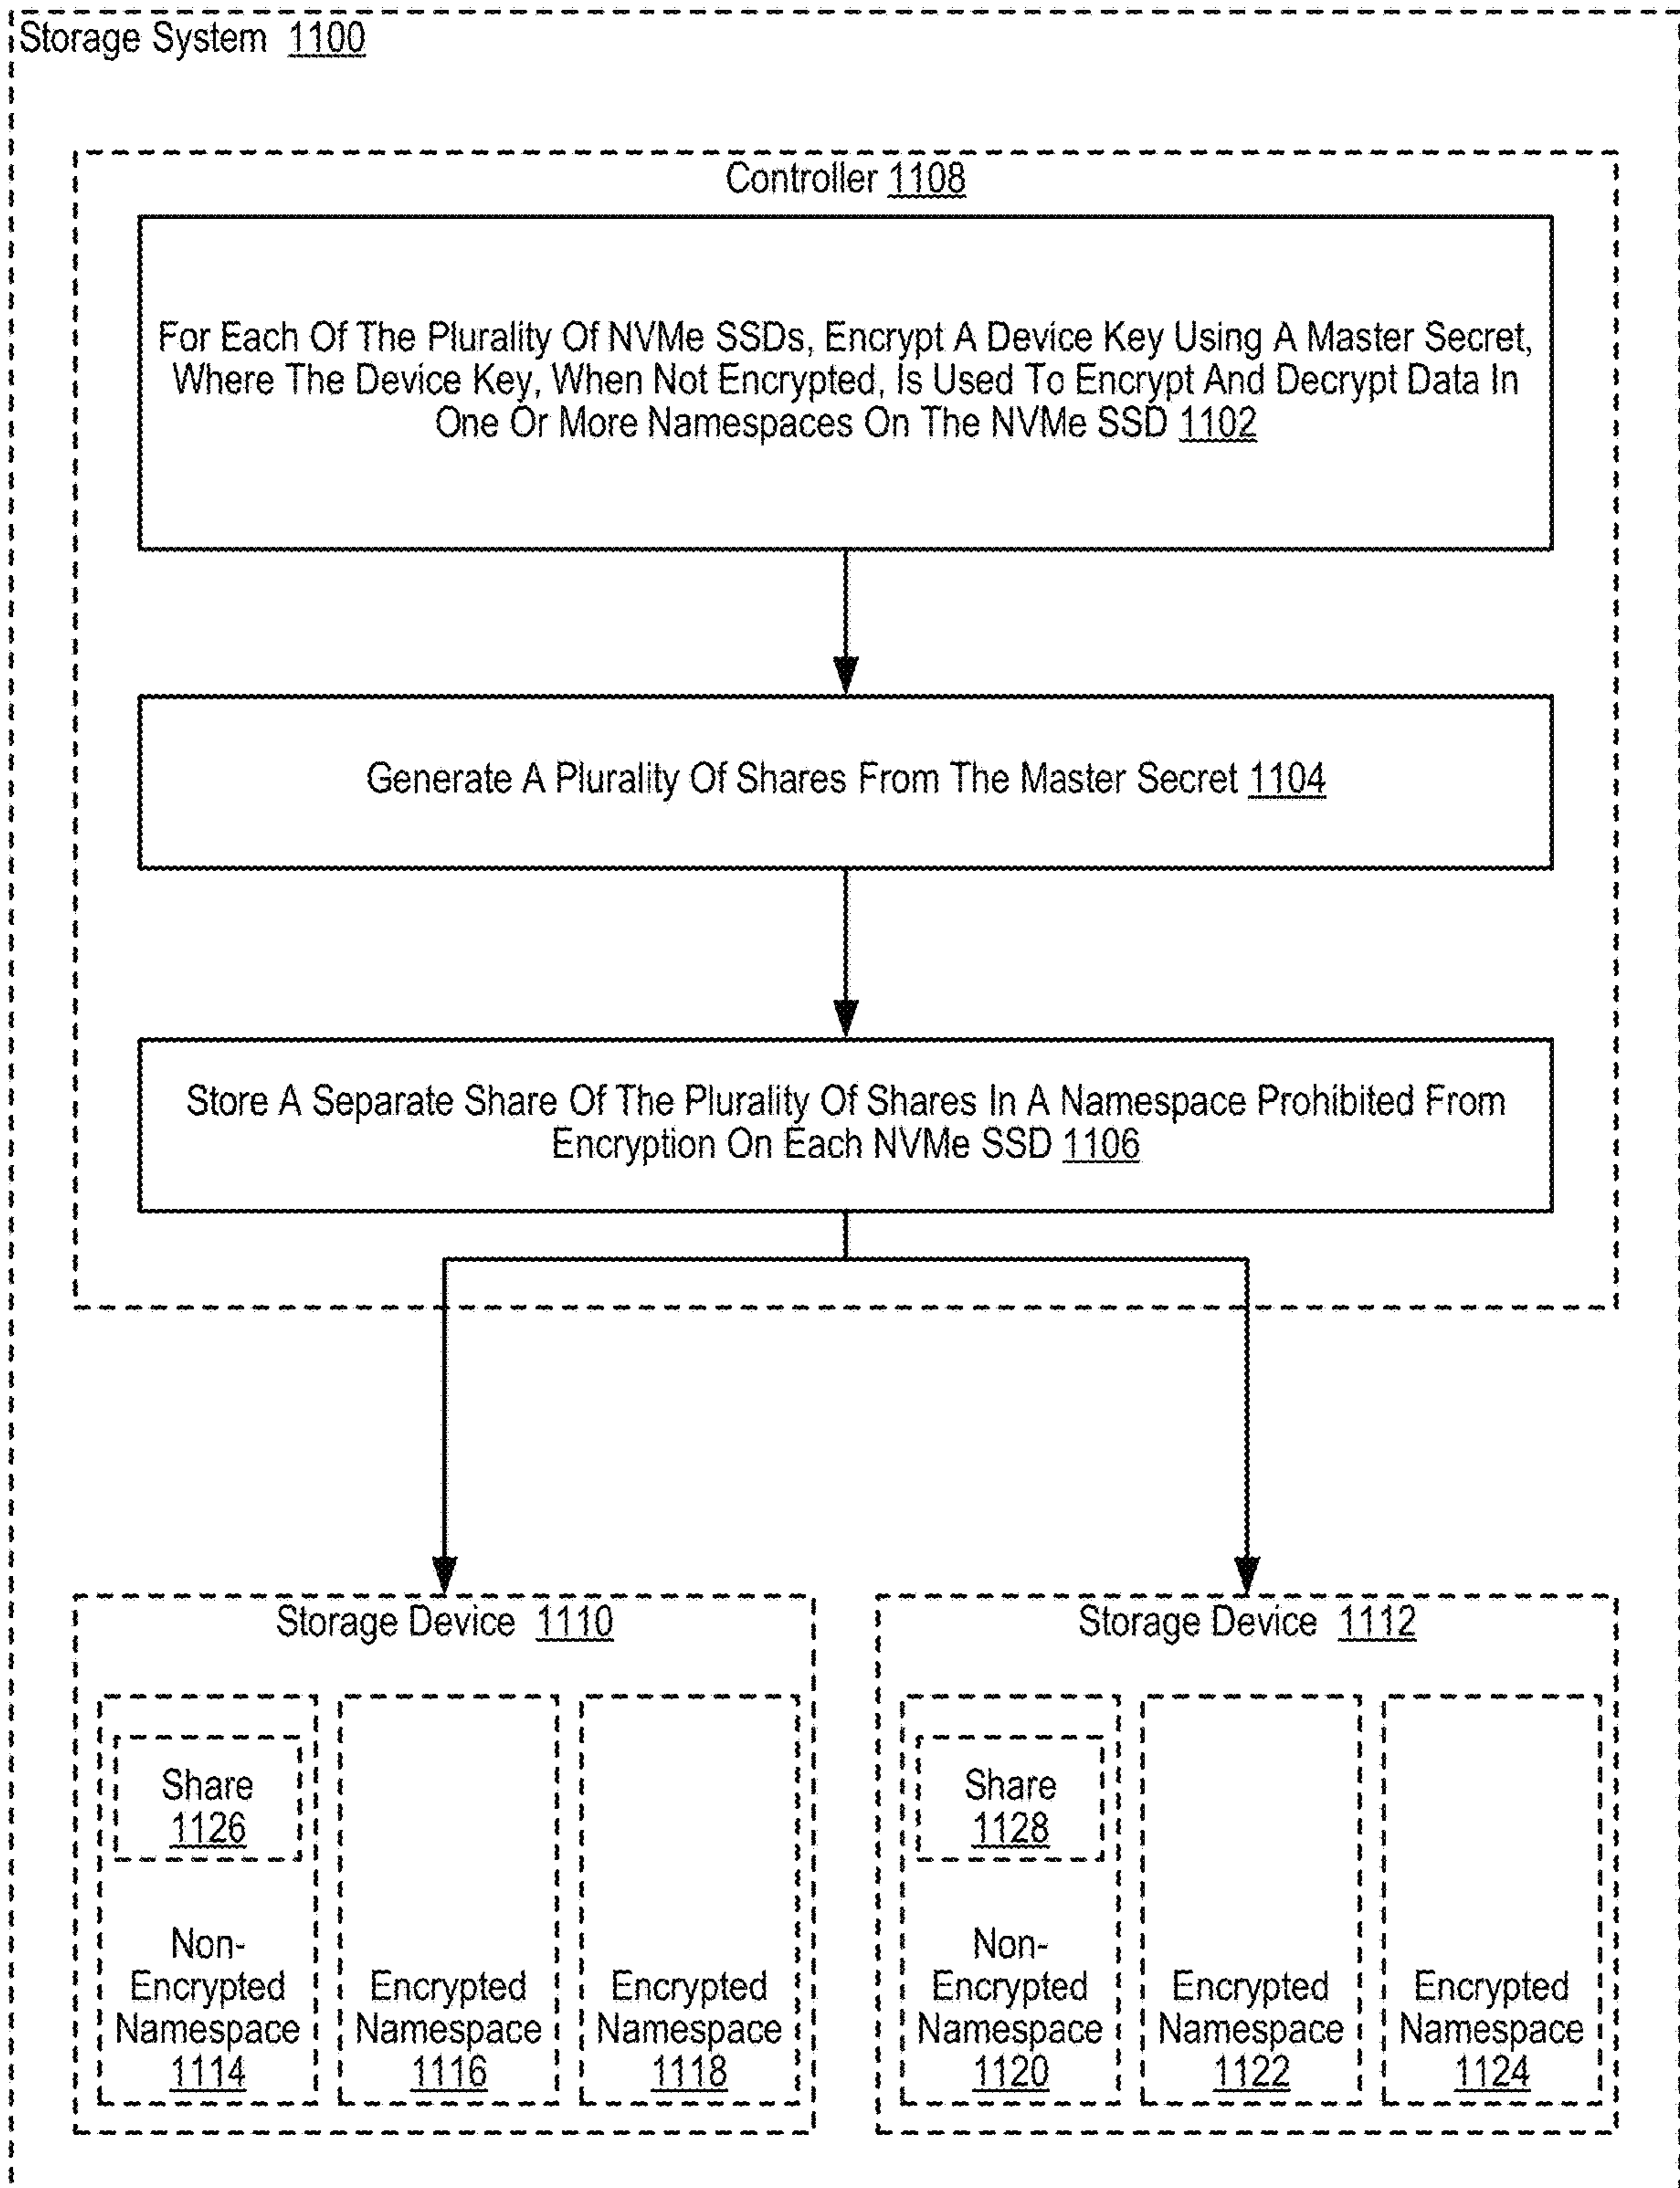 Storage System 1100
Controller 1108
For Each Of The Plurality Of NVMe SSDs, Encrypt A Device Key Using A Master Secret,
Where The Device Key, When Not Encrypted, Is Used To Encrypt And Decrypt Data In
One Or More Namespaces On The NVMe SSD 1102
Generate A Plurality Of Shares From The Master Secret 1104
Store A Separate Share Of The Plurality Of Shares In A Namespace Prohibited From
Encryption On Each NVMe SSD 1106
Storage Device 1110
Share
1126
Non-
Encrypted
Namespace
1114
Encrypted
Namespace
1116
Encrypted
Namespace
1118
Storage Device 1112
Share
1128
Non-
Encrypted
Namespace
1120
Encrypted
Namespace
1122
Encrypted
Namespace
1124